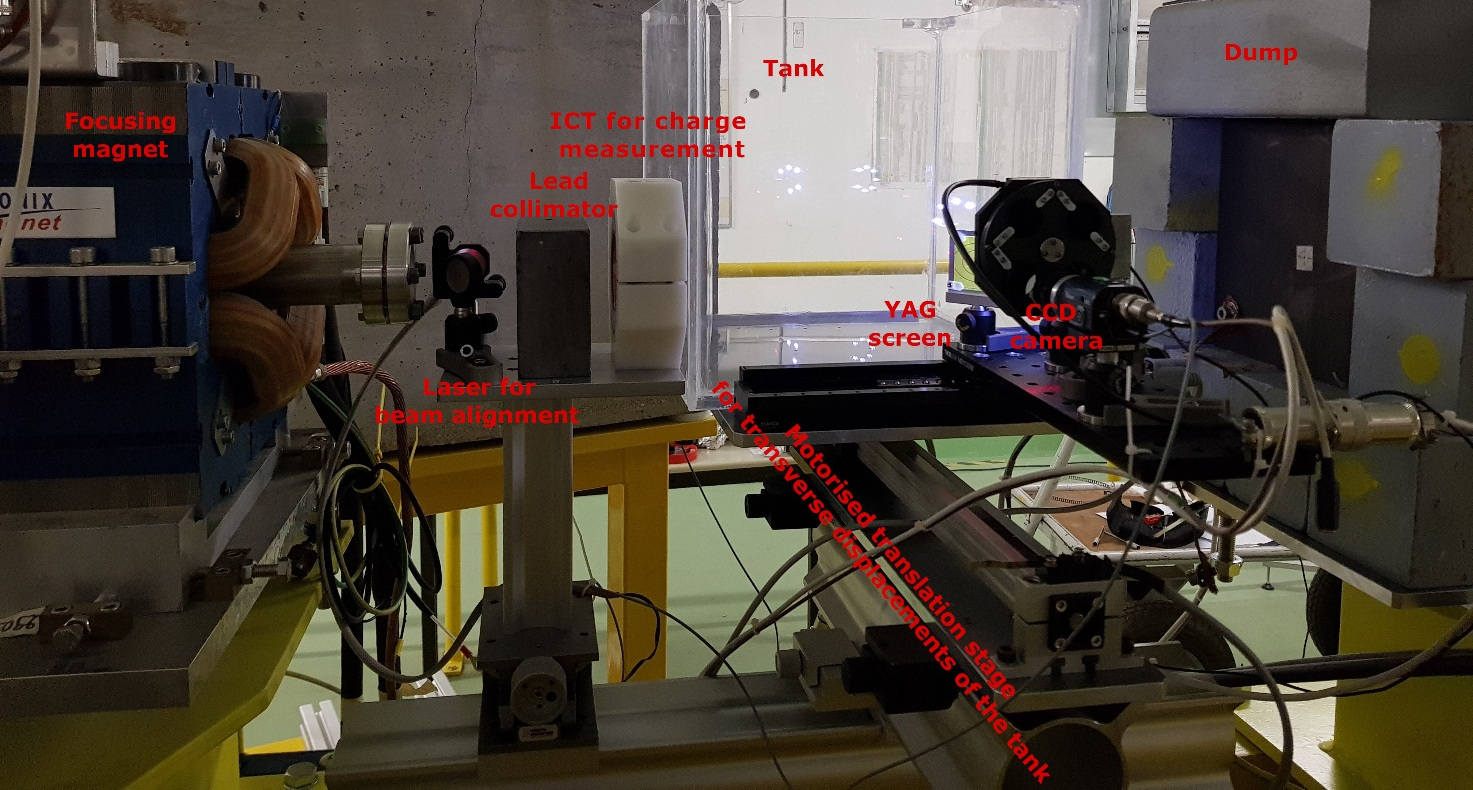 Tank
Dump
Focusing
magnet
ICT for charge
measurement
Lead
collimator
YAG
screen
CCD
camera
Laser for
beam alignment
Motorised translation stage
for transverse displacements of the tank